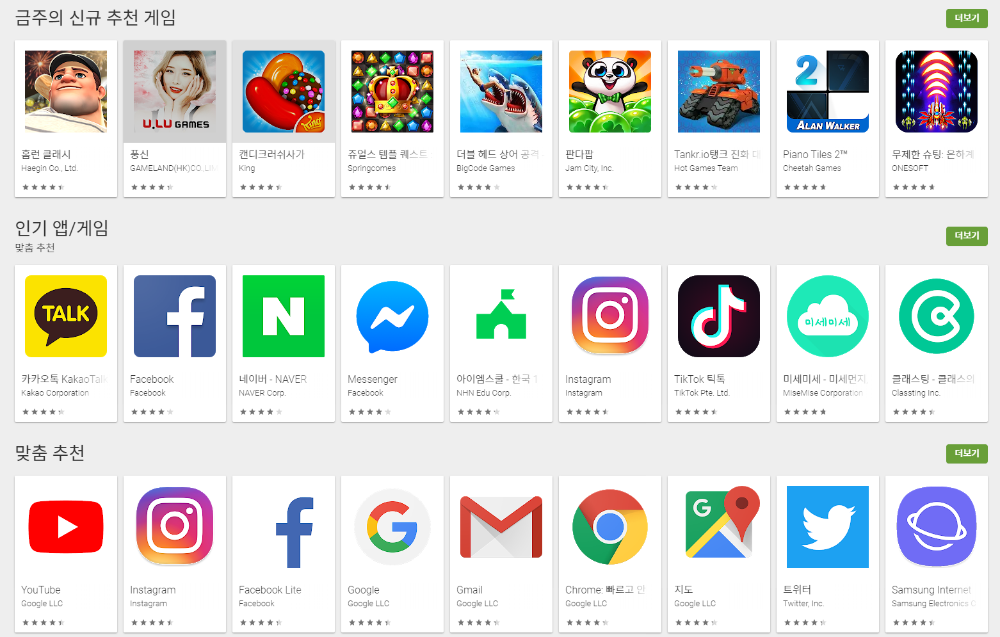 금주의 신규 추천 게임
더보기
U.LU GAMES
King
2
ALAN WALKER
홈런 클래시
풍신
캔디크러쉬사가
쥬얼스 템플 퀘스트 :
더블 헤드 상어 공격 -
판다팝
Tankr.io탱크 진화 대
Piano Tiles 2™
무제한 슈팅: 은하계
Haegin Co., Ltd.
GAMELAND(HK)CO.,LIM
King
Springcomes
BigCode Games
Jam City, Inc.
Hot Games Team
Cheetah Games
ONESOFT
인기 앱/게임
더보기
맞춤 추천
TALK
미세미세
카카오톡 KakaoTalk
Facebook
네이버 - NAVER
Messenger
아이엠스쿨 - 한국 1
Instagram
TikTok 틱톡
미세미세 - 미세먼지,
클래스팅 - 클래스의
Kakao Corporation
Facebook
NAVER Corp.
Facebook
NHN Edu Corp.
Instagram
TikTok Pte. Ltd.
MiseMise Corporation
Classting Inc.
맞춤 추천
더보기
YouTube
Instagram
Facebook Lite
Google
Gmail
Chrome: 빠르고 안
지도
트위터
Samsung Internet
Google LLC
Instagram
Facebook
Google LLC
Google LLC
Google LLC
Google LLC
Twitter, Inc.
Samsung Electronics C